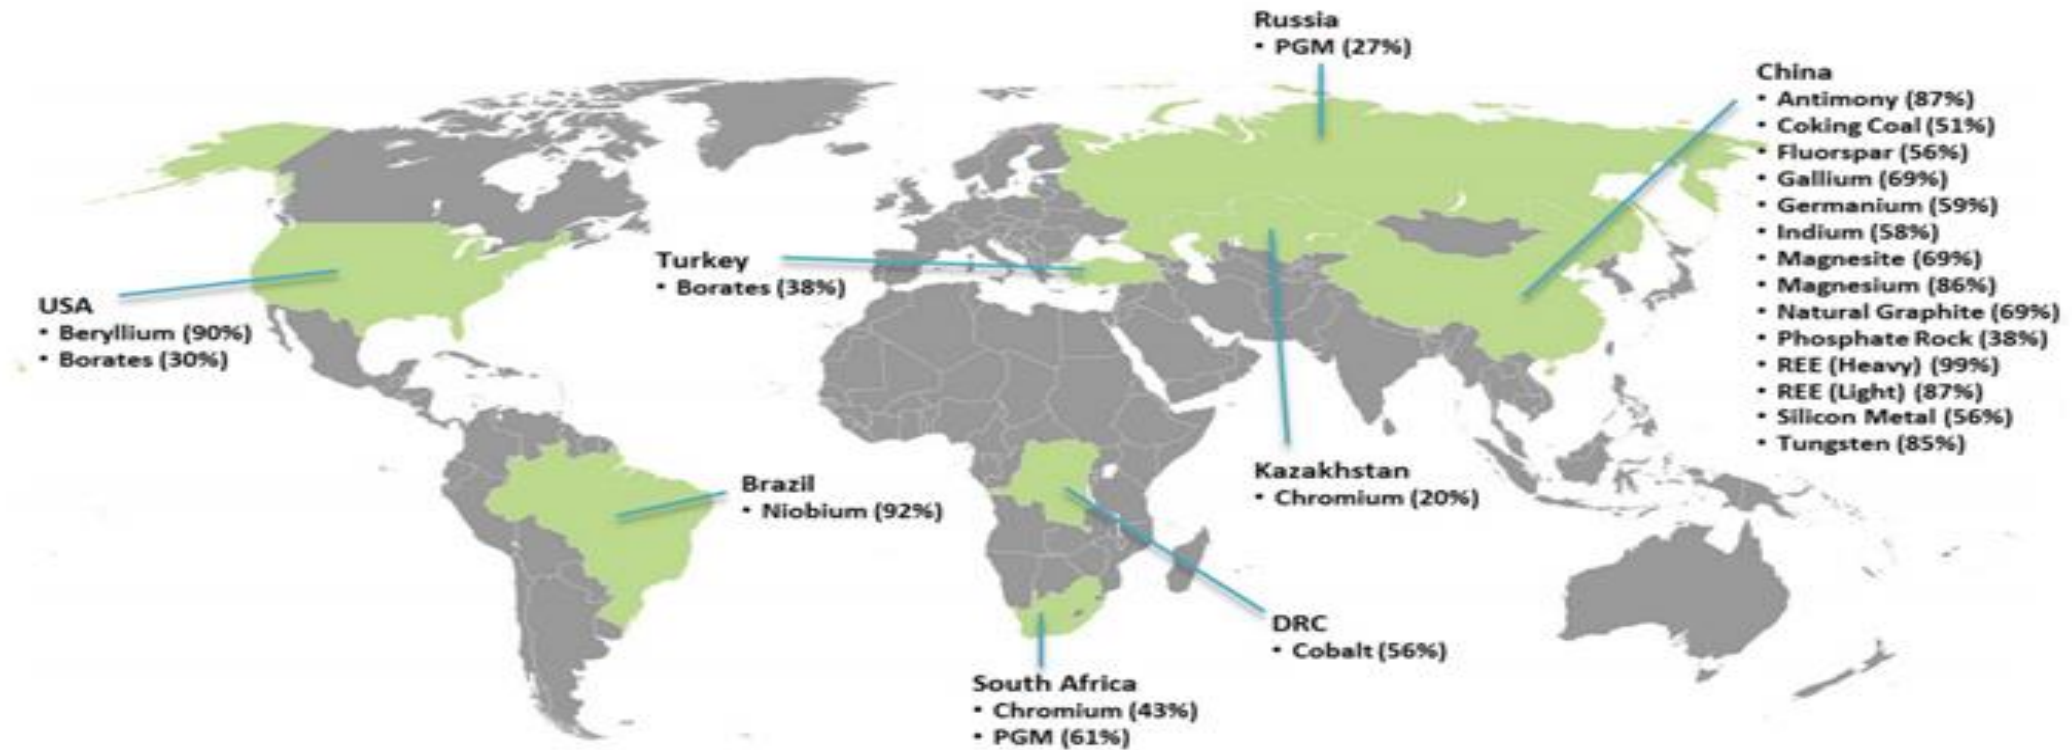 Russia
• PGM (27%)
China
• Antimony (87%)
• Coking Coal (51%)
• Fluorspar (56%)
• Gallium (69%)
• Germanium (59%)
• Indium (58%)
• Magnesite (69%)
• Magnesium (86%)
• Natural Graphite (69%)
• Phosphate Rock (38%)
• REE (Heavy) (99%)
• REE (Light) (87%)
• Silicon Metal (56%)
• Tungsten (85%)
Turkey
• Borates (38%)
USA
• Beryllium (90%)
• Borates (30%)
Brazil
• Niobium (92%)
Kazakhstan
• Chromium (20%)
DRC
• Cobalt (56%)
South Africa
• Chromium (43%)
• PGM (61%)